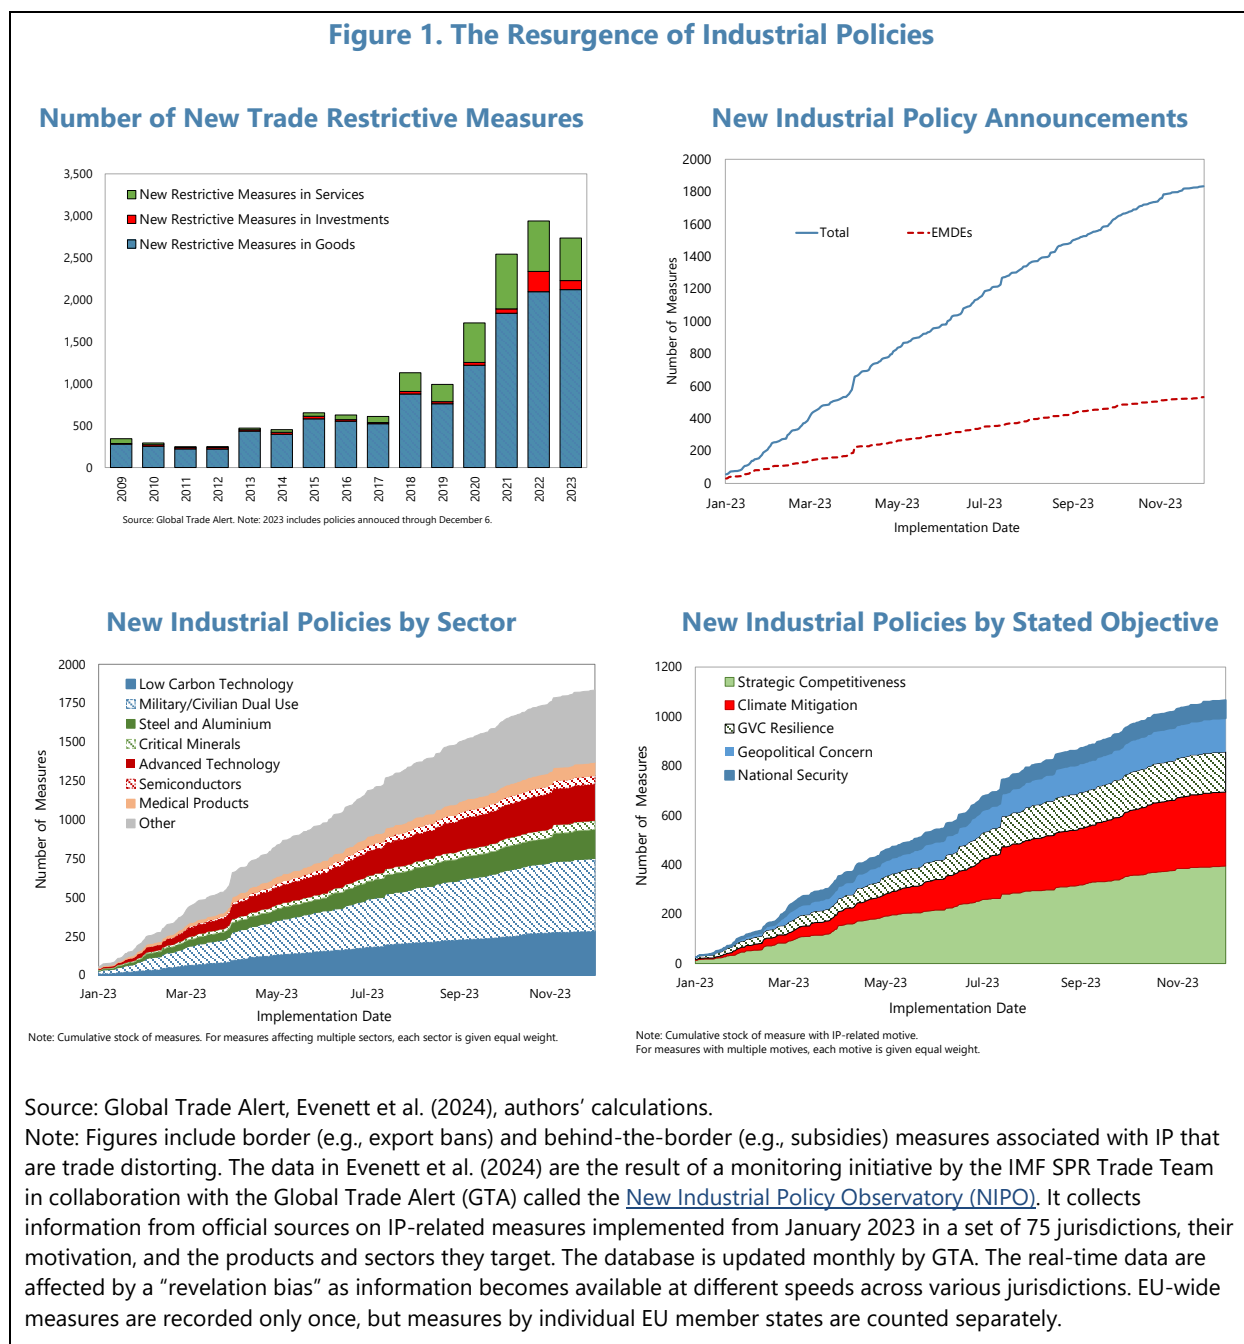 Figure 1. The Resurgence of Industrial Policies
Number of New Trade Restrictive Measures
3,500
3,000
2,500
2,000
1,500
1,000
500
0
New Restrictive Measures in Services
New Restrictive Measures in Investments
New Restrictive Measures in Goods
2009
2010
2011
2012
2013
2014
2015
2016
2017
2018
2019
2020
2021
2022
2023
Source: Global Trade Alert. Note: 2023 includes policies annouced through December 6.
New Industrial Policy Announcements
Number of Measures
2000
1800
1600
1400
1200
1000
800
600
400
200
0
Total
EMDEs
Jan-23
Mar-23
May-23
Jul-23
Sep-23
Nov-23
Implementation Date
New Industrial Policies by Sector
Number of Measures
2000
1750
1500
1250
1000
750
500
250
0
Low Carbon Technology
Military/Civilian Dual Use
Steel and Aluminium
Critical Minerals
Advanced Technology
Semiconductors
Medical Products
Other
Jan-23
Mar-23
May-23
Jul-23
Sep-23
Nov-23
Implementation Date
Note: Cumulative stock of measures. For measures affecting multiple sectors, each sector is given equal weight.
New Industrial Policies by Stated Objective
Number of Measures
1200
1000
800
600
400
200
0
Strategic Competitiveness
Climate Mitigation
GVC Resilience
Geopolitical Concern
National Security
Jan-23
Mar-23
May-23
Jul-23
Sep-23
Nov-23
Implementation Date
Note: Cumulative stock of measure with IP-related motive.
For measures with multiple motives, each motive is given equal weight.
Source: Global Trade Alert, Evenett et al. (2024), authors’ calculations.
Note: Figures include border (e.g., export bans) and behind-the-border (e.g., subsidies) measures associated with IP that
are trade distorting. The data in Evenett et al. (2024) are the result of a monitoring initiative by the IMF SPR Trade Team
in collaboration with the Global Trade Alert (GTA) called the New Industrial Policy Observatory (NIPO). It collects
information from official sources on IP-related measures implemented from January 2023 in a set of 75 jurisdictions, their
motivation, and the products and sectors they target. The database is updated monthly by GTA. The real-time data are
affected by a “revelation bias” as information becomes available at different speeds across various jurisdictions. EU-wide
measures are recorded only once, but measures by individual EU member states are counted separately.